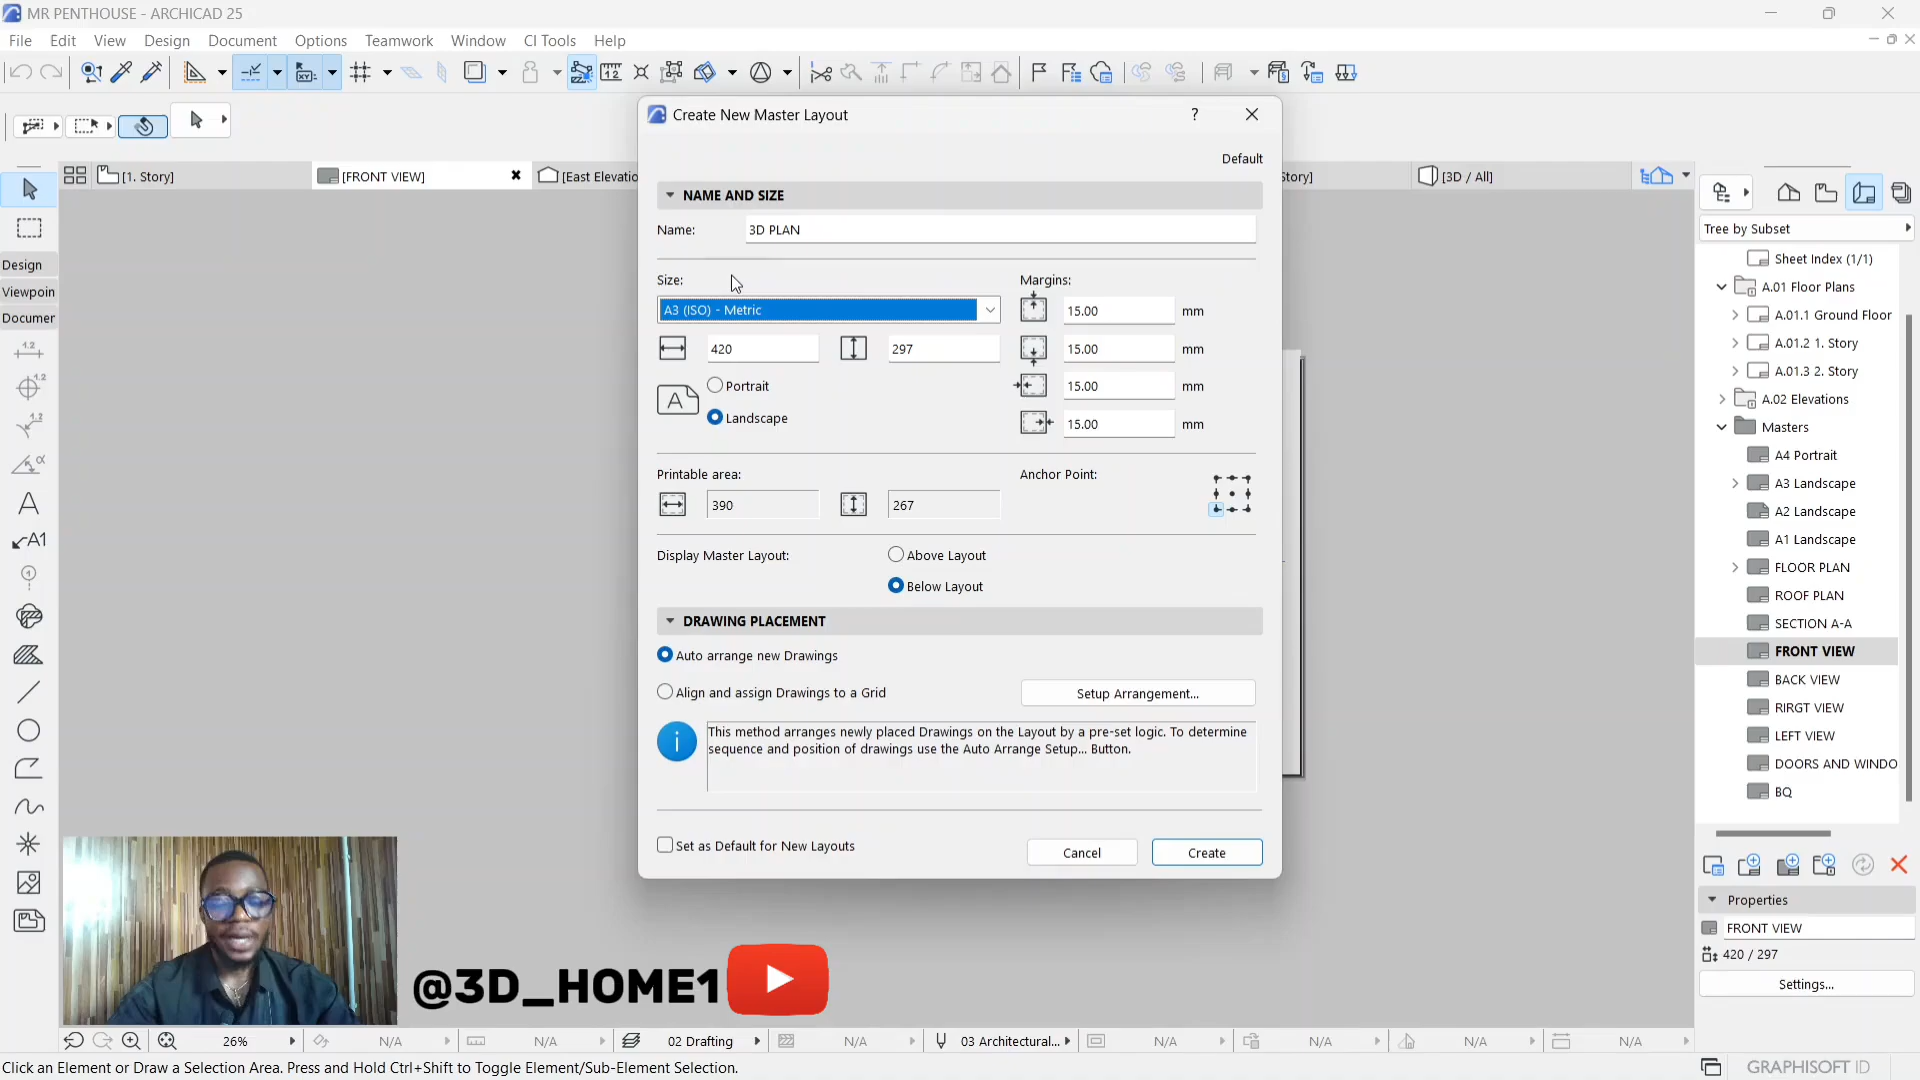 MR PENTHOUSE - ARCHICAD 25
File Edit View Design Document Options Teamwork Window CI Tools Help
[1. Story]
[FRONT VIEW]
[East Elevatio
Story]
[3D / All]
Design
Viewpoin
Documer
Create New Master Layout
?
Default
NAME AND SIZE
Name: 3D PLAN
Size:
A3 (ISO) - Metric
420 297
Portrait
Landscape
Margins:
15.00 mm
15.00 mm
15.00 mm
15.00 mm
Printable area:
390 267
Anchor Point:
Display Master Layout:
Above Layout
Below Layout
DRAWING PLACEMENT
Auto arrange new Drawings
Align and assign Drawings to a Grid
Setup Arrangement...
This method arranges newly placed Drawings on the Layout by a pre-set logic. To determine
sequence and position of drawings use the Auto Arrange Setup... Button.
Set as Default for New Layouts
Cancel
Create
Tree by Subset
Sheet Index (1/1)
A.01 Floor Plans
A.01.1 Ground Floor
A.01.2 1. Story
A.01.3 2. Story
A.02 Elevations
Masters
A4 Portrait
A3 Landscape
A2 Landscape
A1 Landscape
FLOOR PLAN
ROOF PLAN
SECTION A-A
FRONT VIEW
BACK VIEW
RIRGT VIEW
LEFT VIEW
DOORS AND WINDO
BQ
Properties
FRONT VIEW
420 / 297
Settings...
@3D_HOME1
26% N/A N/A 02 Drafting N/A 03 Architectural... N/A N/A N/A N/A
Click an Element or Draw a Selection Area. Press and Hold Ctrl+Shift to Toggle Element/Sub-Element Selection.
GRAPHISOFT ID